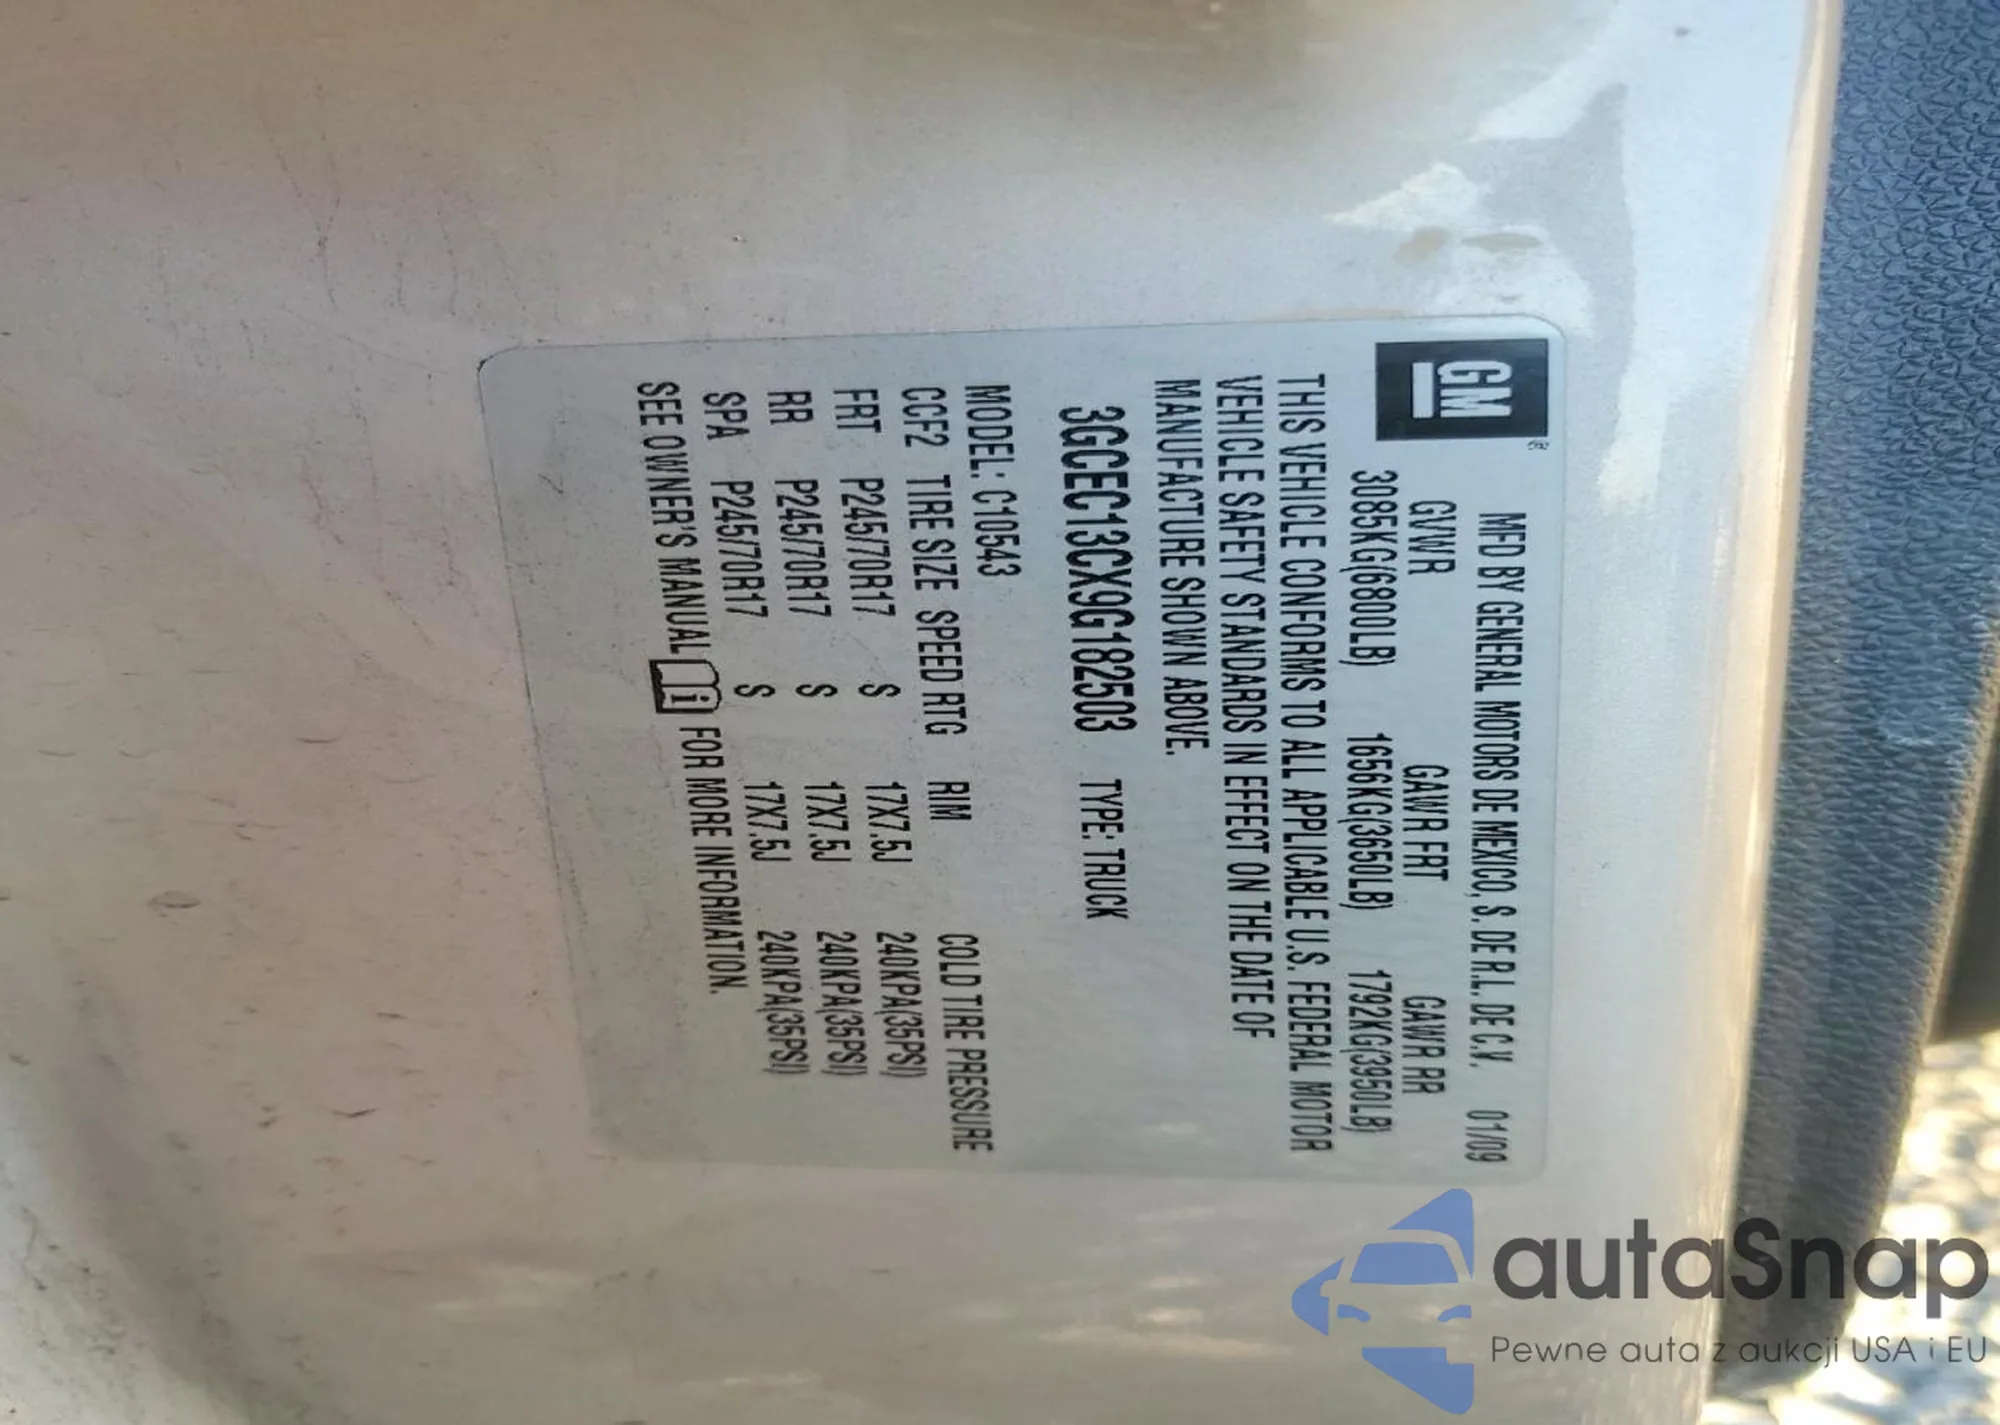 GM®
MFD BY GENERAL MOTORS DE MEXICO, S. DE R.L. DE C.V. 01/09
GVWR GAWR FRT GAWR RR
3085KG(6800LB) 1656KG(3650LB) 1792KG(3950LB)
THIS VEHICLE CONFORMS TO ALL APPLICABLE U.S. FEDERAL MOTOR
VEHICLE SAFETY STANDARDS IN EFFECT ON THE DATE OF
MANUFACTURE SHOWN ABOVE.
3GCEC13CX9G182503 TYPE: TRUCK
MODEL: C10543
CCF2 TIRE SIZE SPEED RTG RIM COLD TIRE PRESSURE
FRT P245/70R17 S 17X7.5J 240KPA(35PSI)
RR P245/70R17 S 17X7.5J 240KPA(35PSI)
SPA P245/70R17 S 17X7.5J 240KPA(35PSI)
SEE OWNER'S MANUAL i FOR MORE INFORMATION.
autaSnap
Pewne auta z aukcji USA i EU